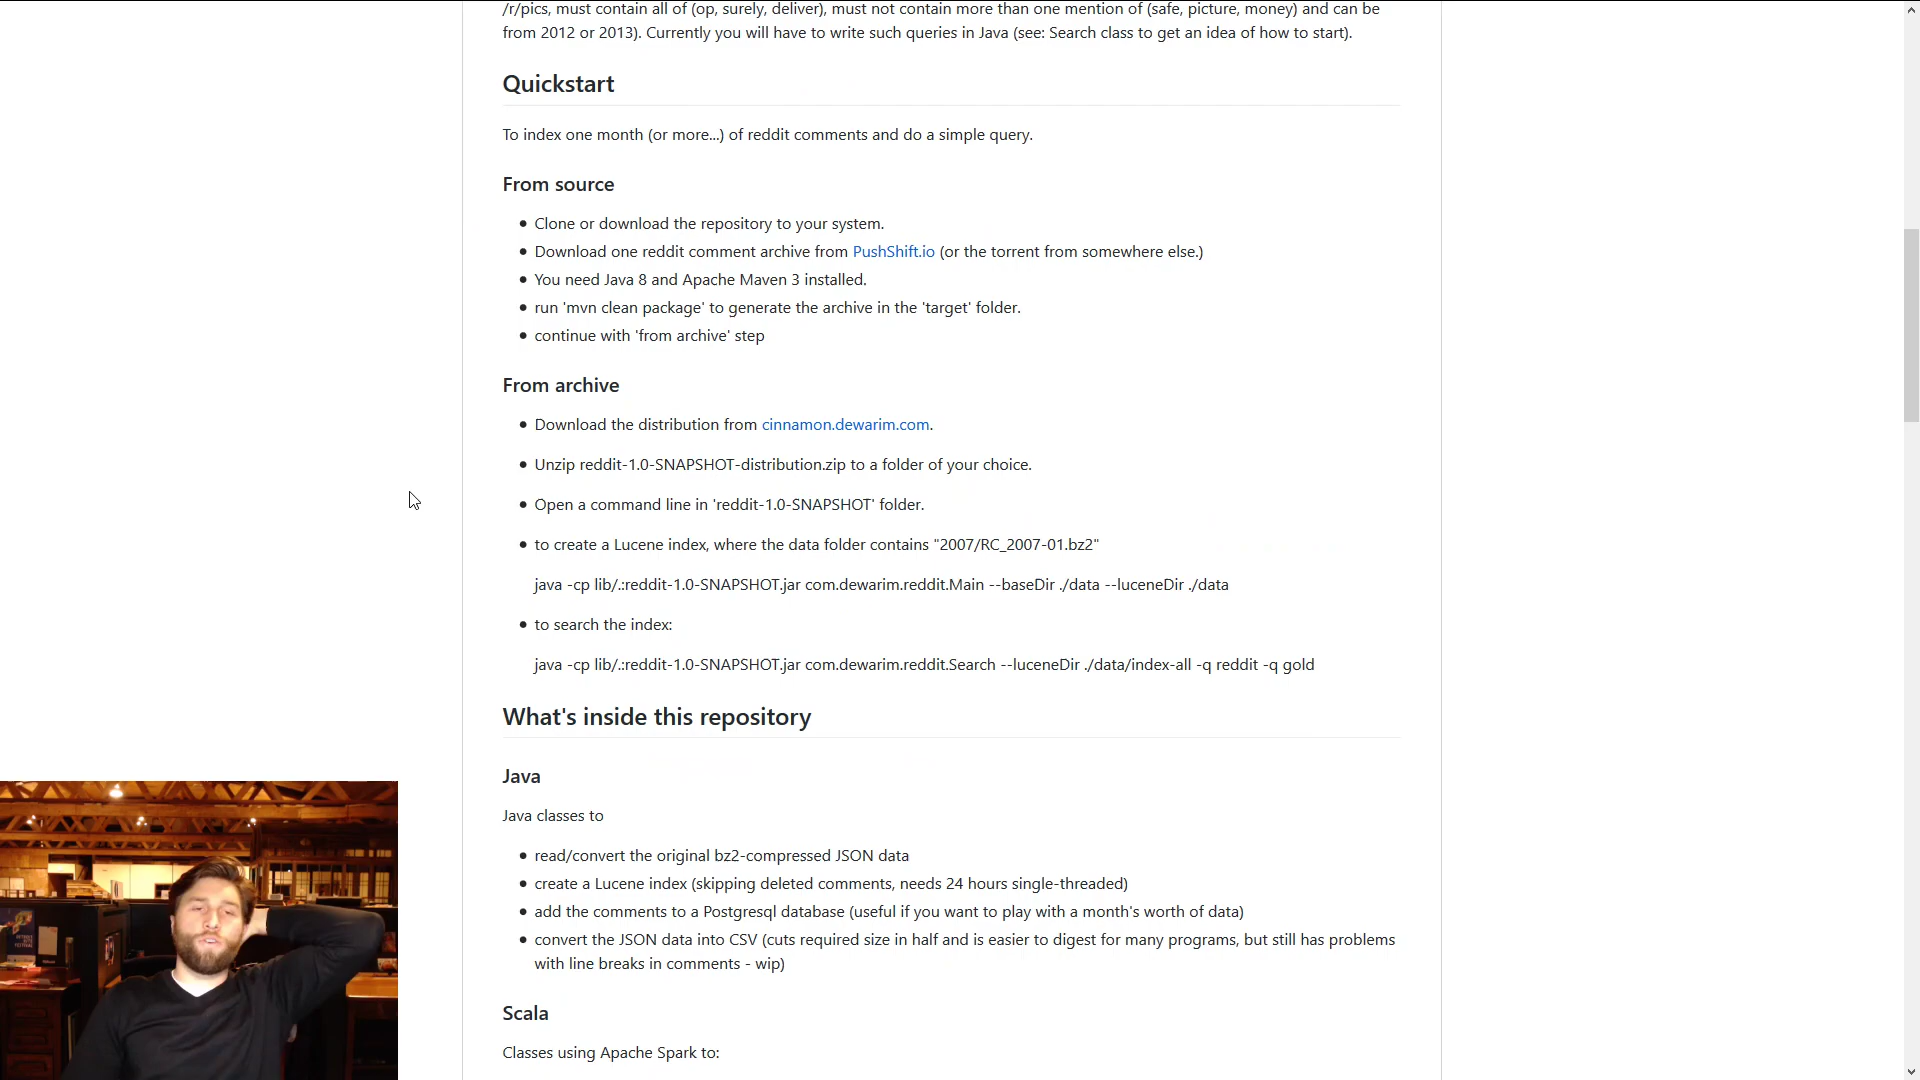 /r/pics, must contain all of (op, surely, deliver), must not contain more than one mention of (safe, picture, money) and can be
from 2012 or 2013). Currently you will have to write such queries in Java (see: Search class to get an idea of how to start).
Quickstart
To index one month (or more...) of reddit comments and do a simple query.
From source
• Clone or download the repository to your system.
• Download one reddit comment archive from PushShift.io (or the torrent from somewhere else.)
• You need Java 8 and Apache Maven 3 installed.
• run 'mvn clean package' to generate the archive in the 'target' folder.
• continue with 'from archive' step
From archive
• Download the distribution from cinnamon.dewarim.com.
• Unzip reddit-1.0-SNAPSHOT-distribution.zip to a folder of your choice.
• Open a command line in 'reddit-1.0-SNAPSHOT' folder.
• to create a Lucene index, where the data folder contains "2007/RC_2007-01.bz2"
java -cp lib/.:reddit-1.0-SNAPSHOT.jar com.dewarim.reddit.Main --baseDir ./data --luceneDir ./data
• to search the index:
java -cp lib/.:reddit-1.0-SNAPSHOT.jar com.dewarim.reddit.Search --luceneDir ./data/index-all -q reddit -q gold
What's inside this repository
Java
Java classes to
• read/convert the original bz2-compressed JSON data
• create a Lucene index (skipping deleted comments, needs 24 hours single-threaded)
• add the comments to a Postgresql database (useful if you want to play with a month's worth of data)
• convert the JSON data into CSV (cuts required size in half and is easier to digest for many programs, but still has problems
with line breaks in comments - wip)
Scala
Classes using Apache Spark to: